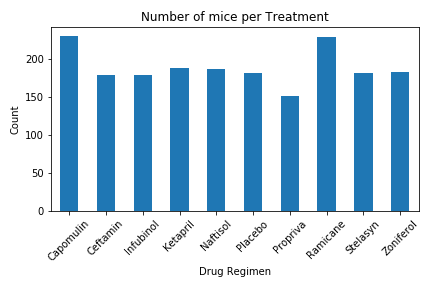 Number of mice per Treatment
Count
200
150
100
50
0
Capomulin
Ceftamin
Infubinol
Ketapril
Naftisol
Placebo
Propriva
Ramicane
Stelasyn
Zoniferol
Drug Regimen